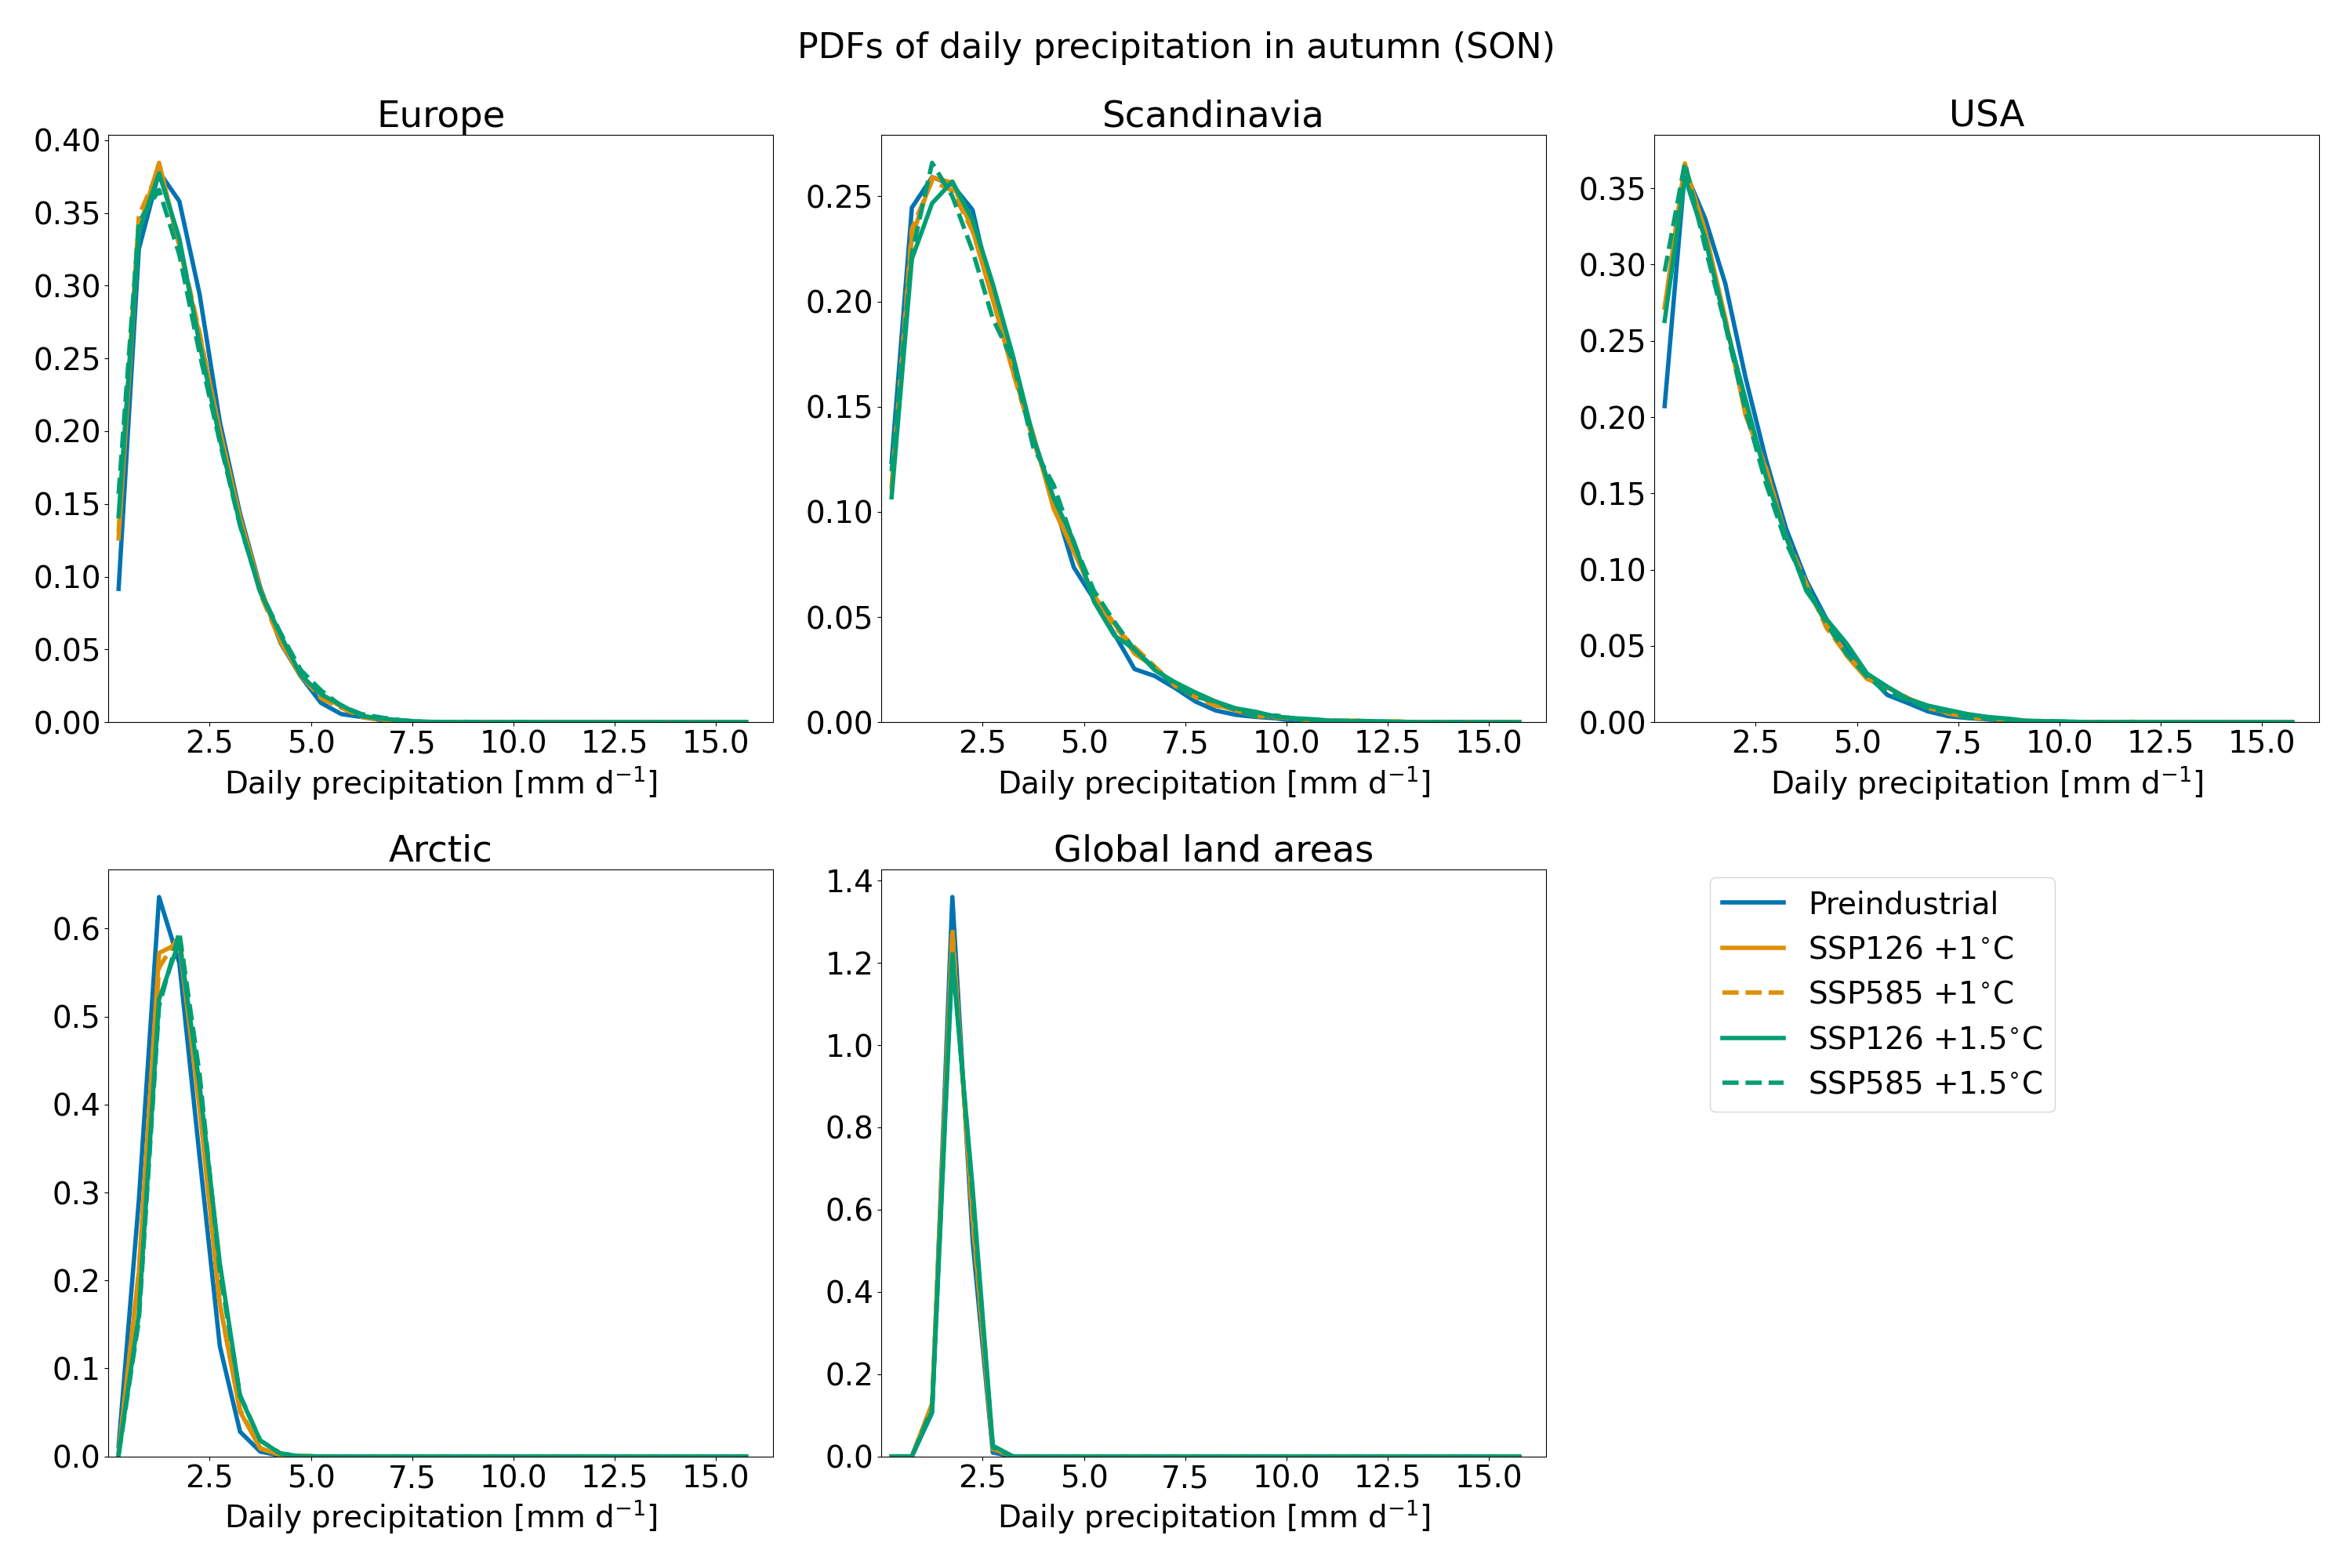 PDFs of daily precipitation in autumn (SON)
Europe
0.40
0.35
0.30
0.25
0.20
0.15
0.10
0.05
0.00
2.5 5.0 7.5 10.0 12.5 15.0
Daily precipitation [mm d⁻¹]
Scandinavia
0.25
0.20
0.15
0.10
0.05
0.00
2.5 5.0 7.5 10.0 12.5 15.0
Daily precipitation [mm d⁻¹]
USA
0.35
0.30
0.25
0.20
0.15
0.10
0.05
0.00
2.5 5.0 7.5 10.0 12.5 15.0
Daily precipitation [mm d⁻¹]
Arctic
0.6
0.5
0.4
0.3
0.2
0.1
0.0
2.5 5.0 7.5 10.0 12.5 15.0
Daily precipitation [mm d⁻¹]
Global land areas
1.4
1.2
1.0
0.8
0.6
0.4
0.2
0.0
2.5 5.0 7.5 10.0 12.5 15.0
Daily precipitation [mm d⁻¹]
Preindustrial
SSP126 +1°C
SSP585 +1°C
SSP126 +1.5°C
SSP585 +1.5°C